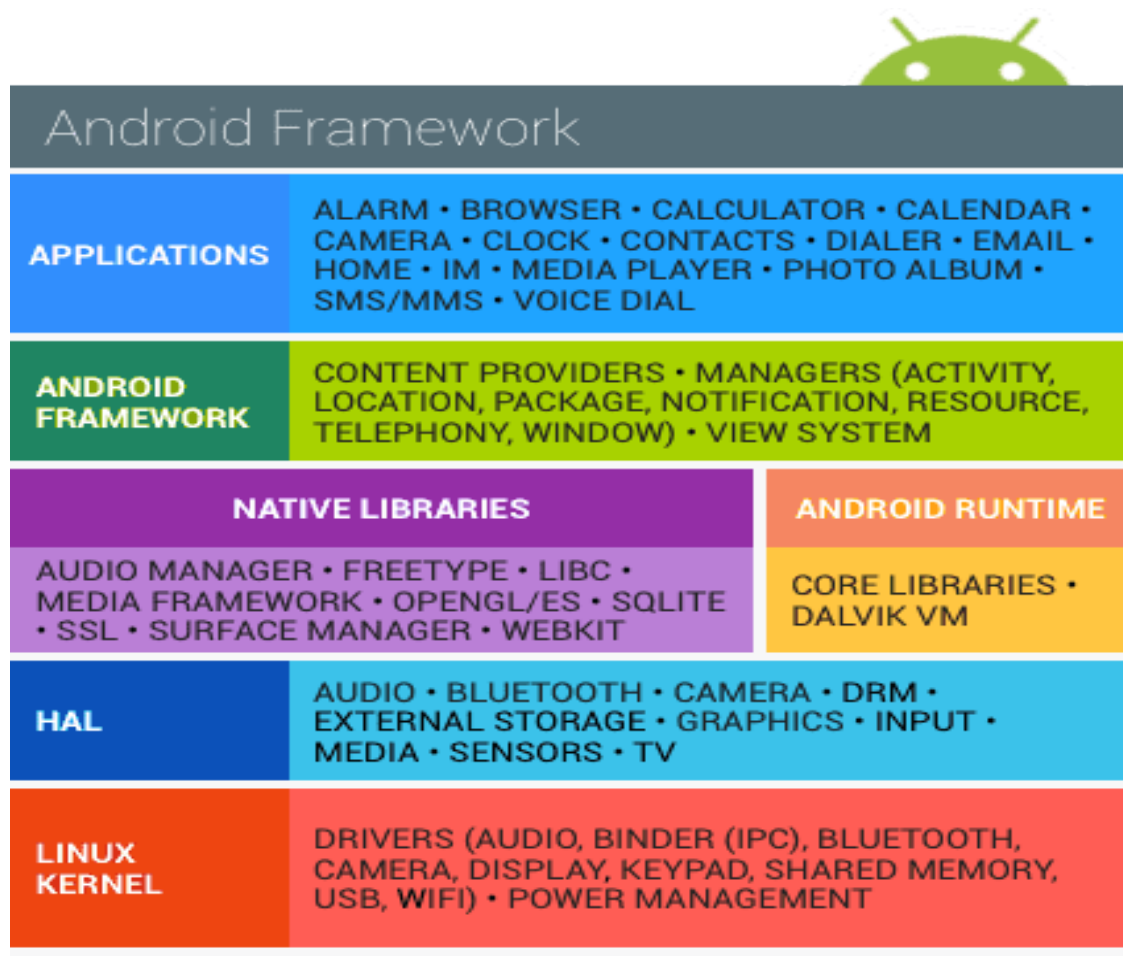 Android Framework
APPLICATIONS
ALARM • BROWSER • CALCULATOR • CALENDAR •
CAMERA • CLOCK • CONTACTS • DIALER • EMAIL •
HOME • IM • MEDIA PLAYER • PHOTO ALBUM •
SMS/MMS • VOICE DIAL
ANDROID
FRAMEWORK
CONTENT PROVIDERS • MANAGERS (ACTIVITY,
LOCATION, PACKAGE, NOTIFICATION, RESOURCE,
TELEPHONY, WINDOW) • VIEW SYSTEM
NATIVE LIBRARIES
AUDIO MANAGER • FREETYPE • LIBC •
MEDIA FRAMEWORK • OPENGL/ES • SQLITE
• SSL • SURFACE MANAGER • WEBKIT
ANDROID RUNTIME
CORE LIBRARIES •
DALVIK VM
HAL
AUDIO • BLUETOOTH • CAMERA • DRM •
EXTERNAL STORAGE • GRAPHICS • INPUT •
MEDIA • SENSORS • TV
LINUX
KERNEL
DRIVERS (AUDIO, BINDER (IPC), BLUETOOTH,
CAMERA, DISPLAY, KEYPAD, SHARED MEMORY,
USB, WIFI) • POWER MANAGEMENT